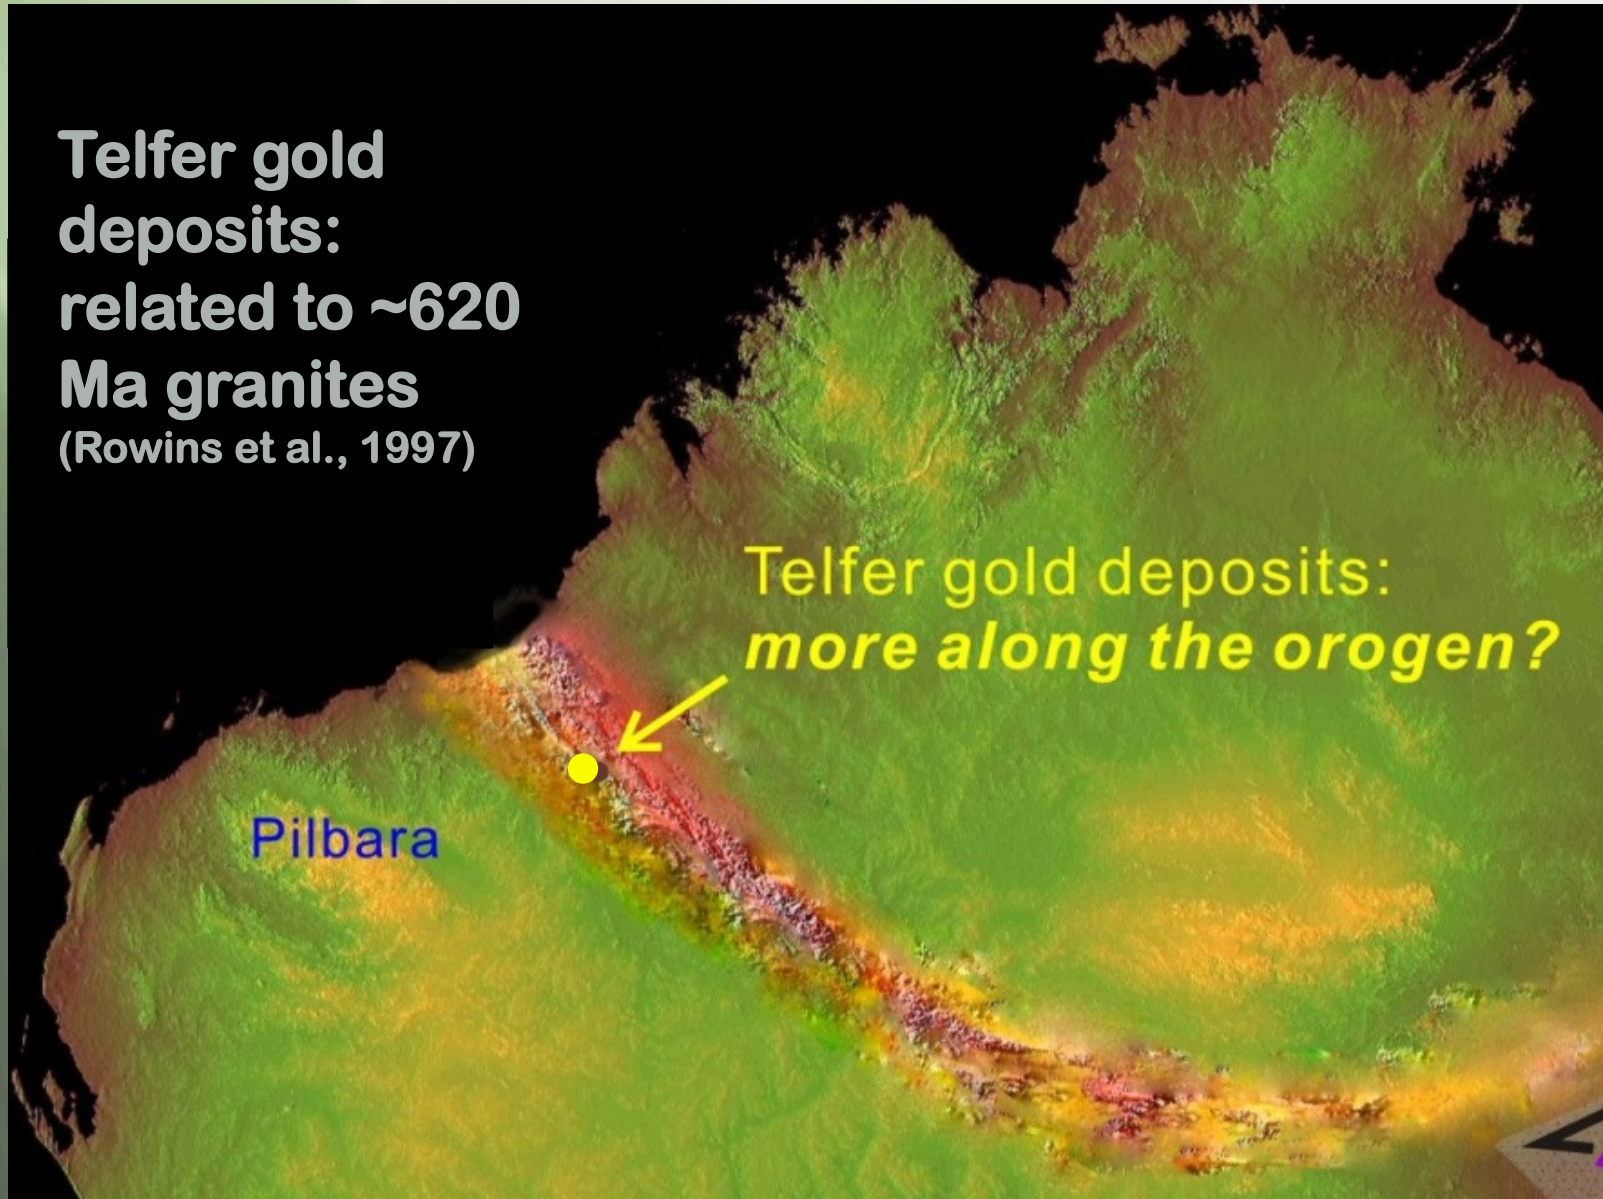 Telfer gold
deposits:
related to ~620
Ma granites
(Rowins et al., 1997)
Telfer gold deposits:
more along the orogen?
Pilbara